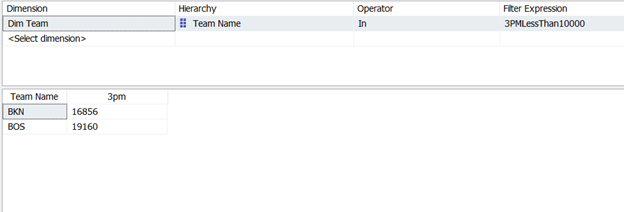 Dimension Hierarchy Operator Filter Expression
Dim Team Team Name In 3PMLessThan10000
<Select dimension>
Team Name 3pm
BKN 16856
BOS 19160